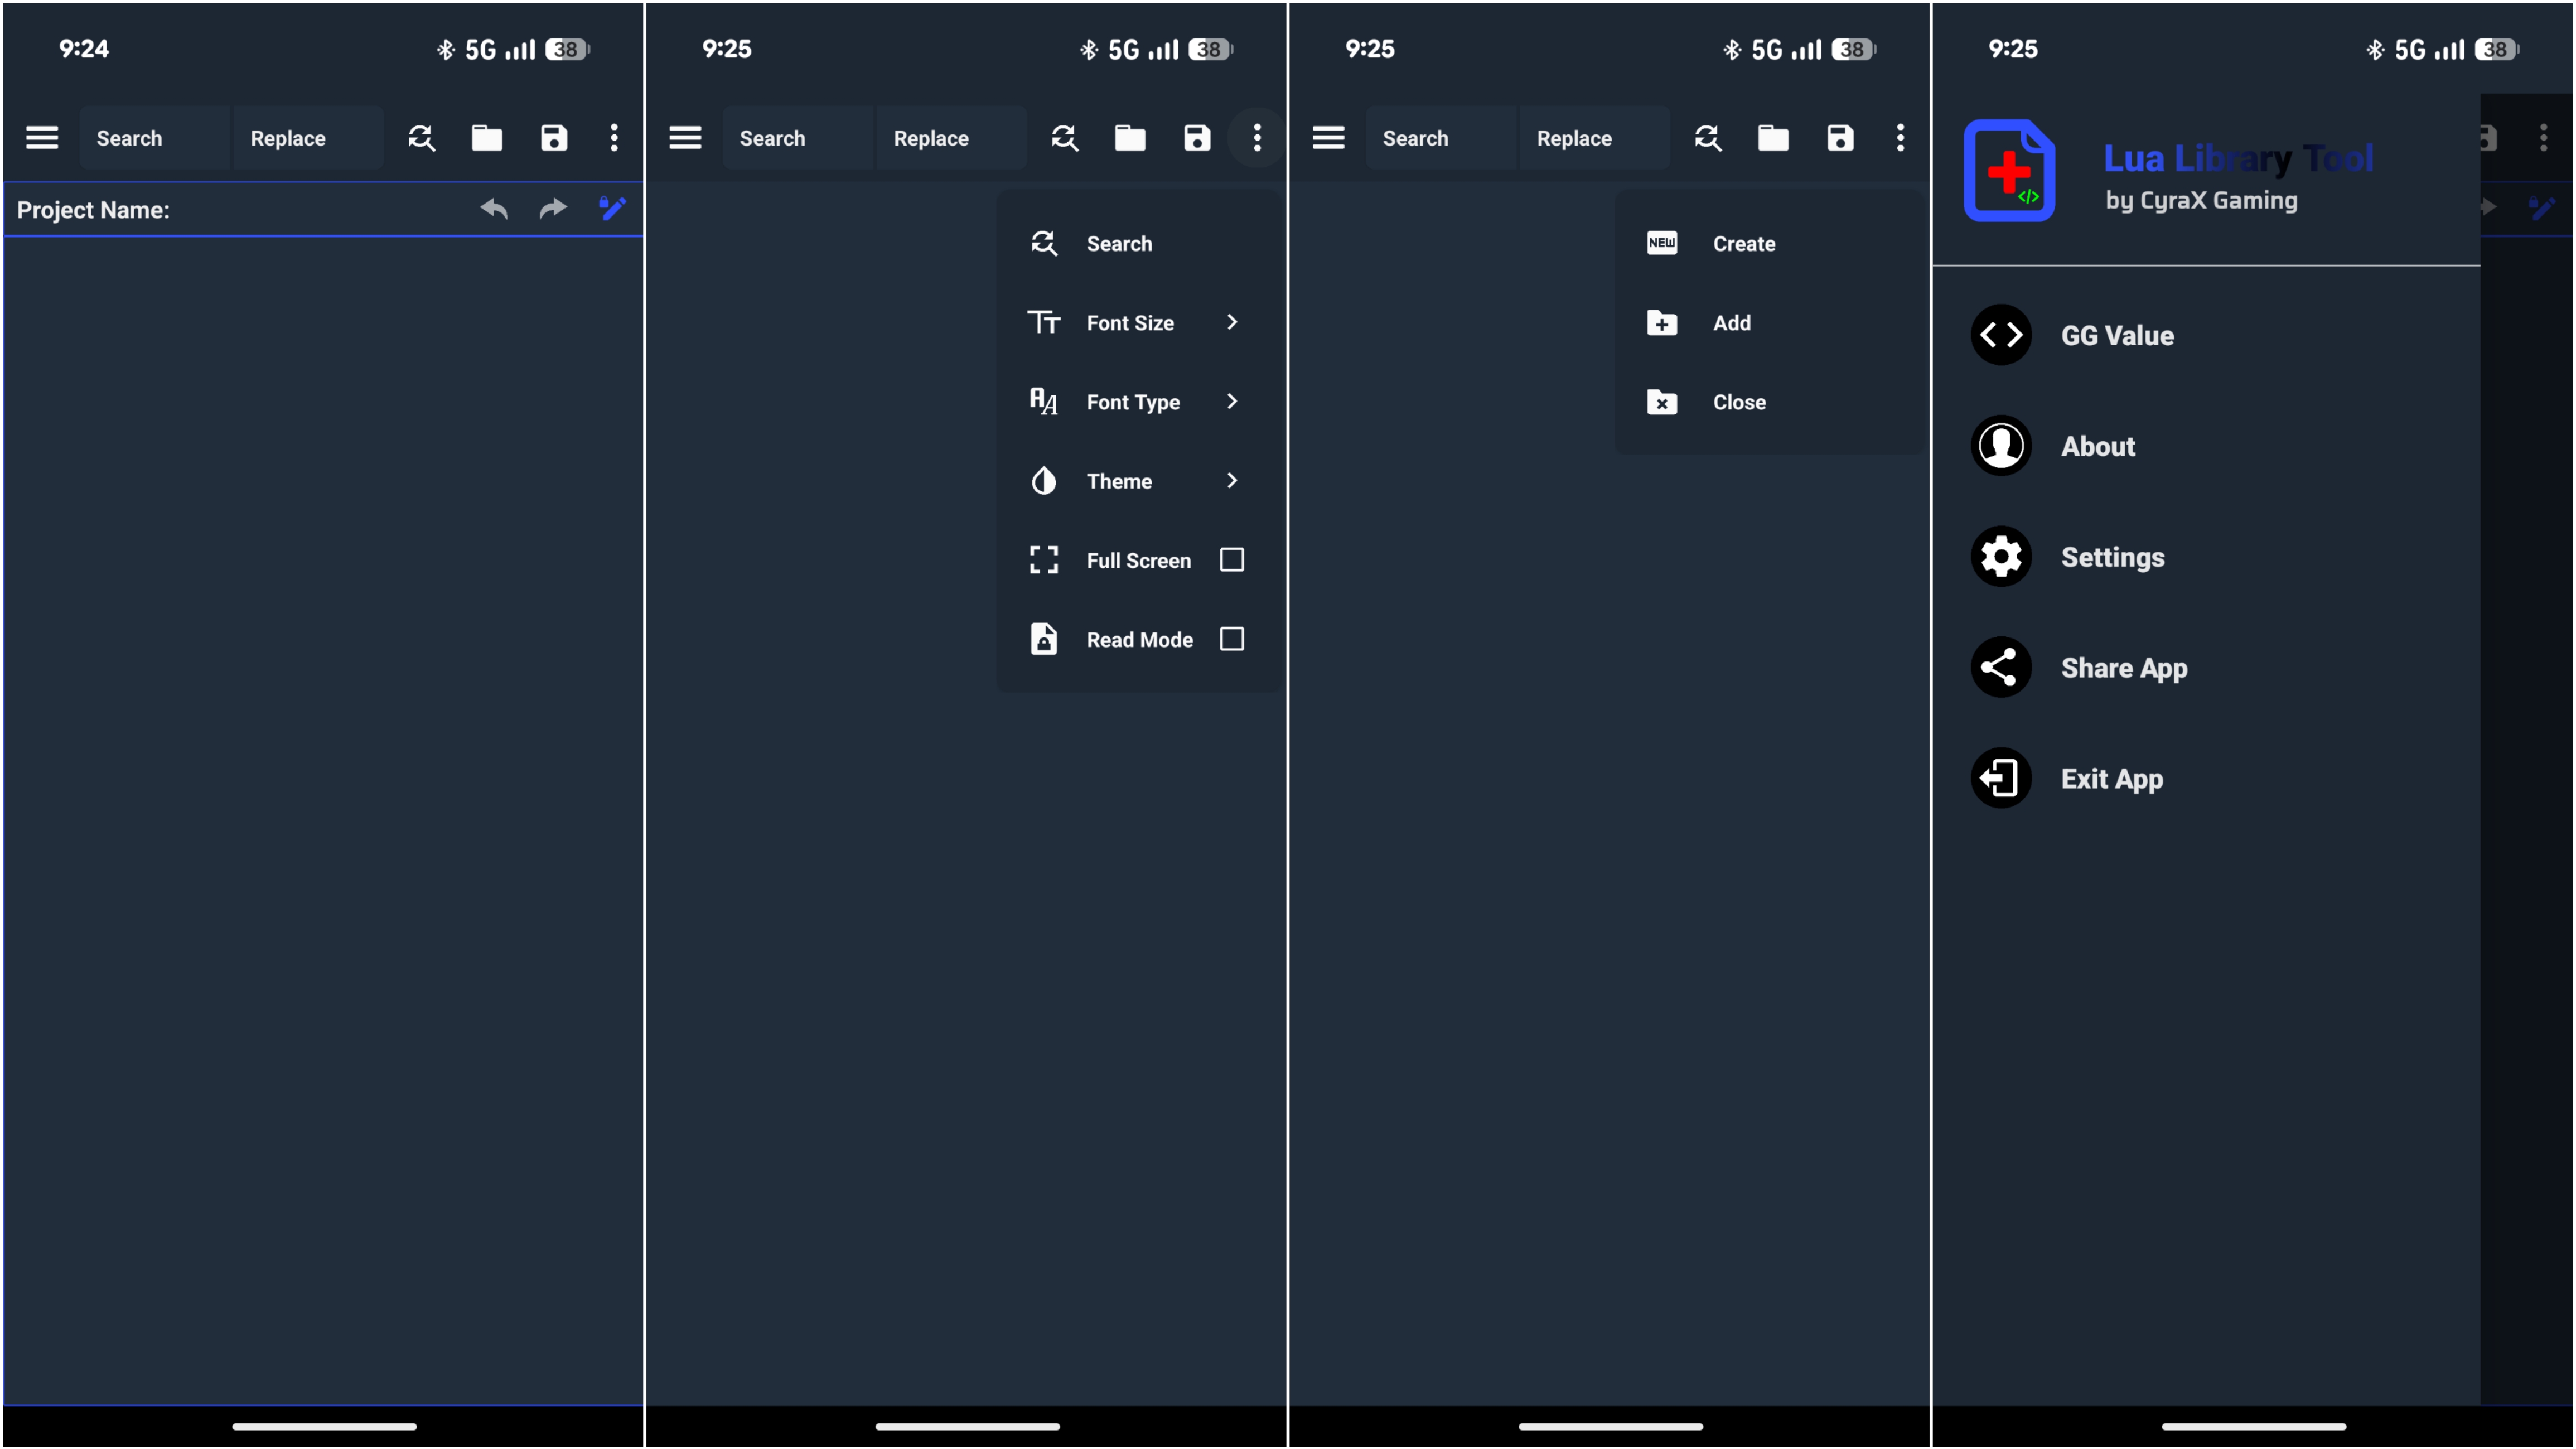 9:24 5G 38
Search Replace
Project Name:
9:25 5G 38
Search Replace
Search
Font Size
Font Type
Theme
Full Screen
Read Mode
9:25 5G 38
Search Replace
NEW Create
Add
Close
9:25 5G 38
Lua Library Tool
by CyraX Gaming
GG Value
About
Settings
Share App
Exit App